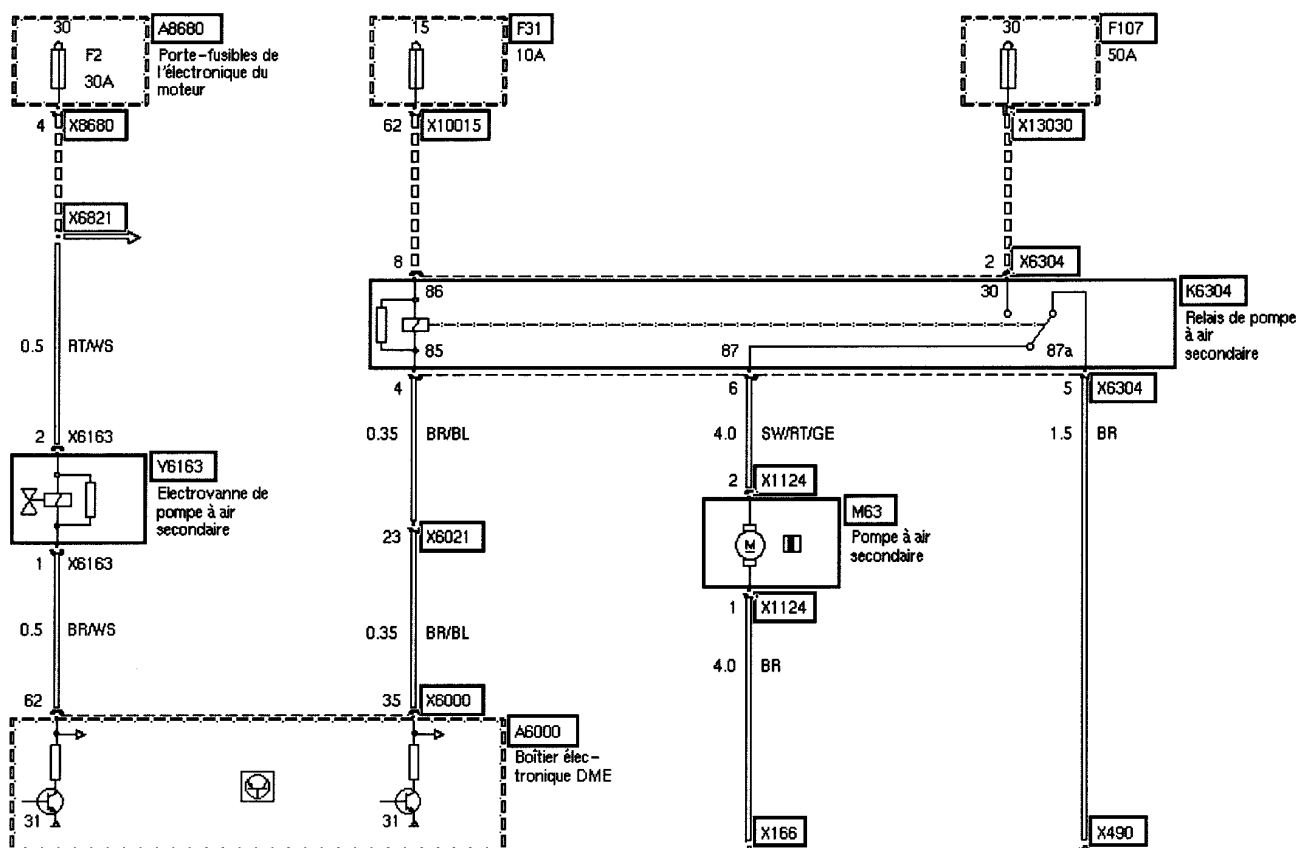 30
F2
30A
A8680
Porte-fusibles de
l'électronique du
moteur
15
F31
10A
30
F107
50A
4 X8680
62 X10015
X13030
X6821
8
2 X6304
86
30
K6304
Relais de pompe
à air
secondaire
85
87
87a
0.5 RT/WS
4
6
5 X6304
0.35 BR/BL
4.0 SW/RT/GE
1.5 BR
2 X6163
Y6163
Electrovanne de
pompe à air
secondaire
2 X1124
M63
Pompe à air
secondaire
M
23 X6021
1 X6163
1 X1124
0.5 BR/WS
0.35 BR/BL
4.0 BR
62
35 X6000
A6000
Boîtier élec-
tronique DME
31
31
X166
X490